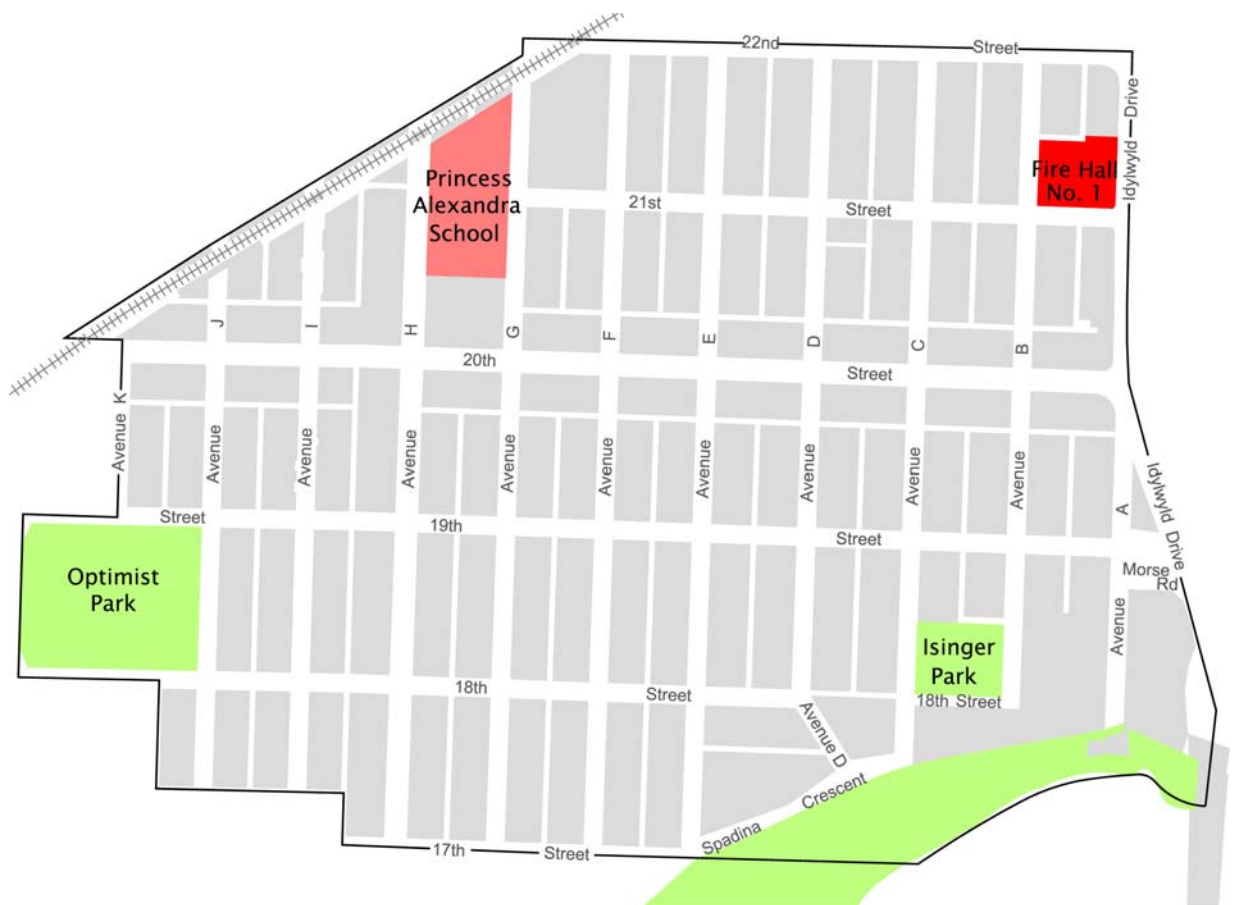 22nd Street
Idylwyld Drive
Princess
Alexandra
School
Fire Hall
No. 1
21st Street
J I H G F E D C B
20th Street
Avenue K
Avenue Avenue Avenue Avenue Avenue Avenue Avenue Avenue Avenue
A
Idylwyld Drive
Street 19th Street
Optimist
Park
Morse
Rd
Avenue
Isinger
Park
18th Street
18th Street
Avenue D
Crescent
Spadina
17th Street